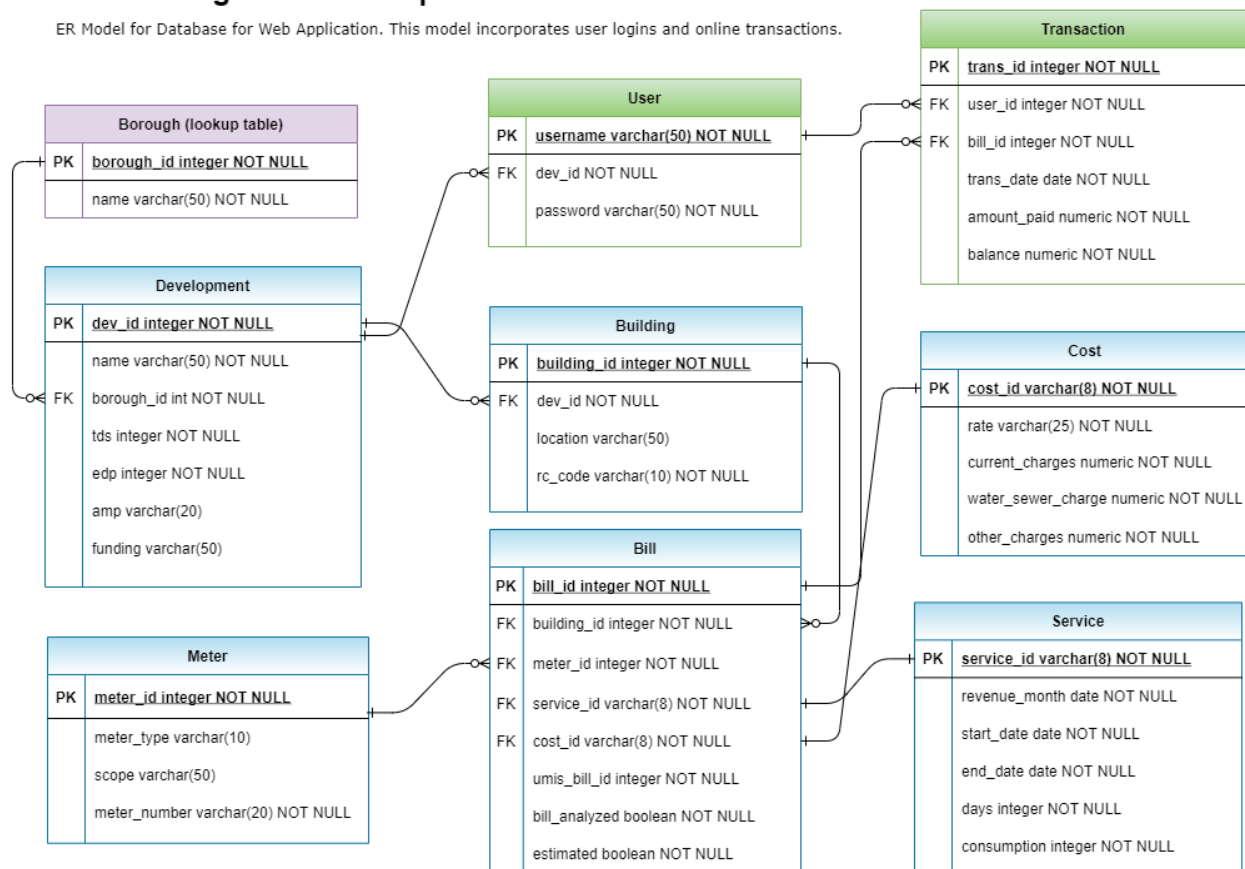 ER Model for Database for Web Application. This model incorporates user logins and online transactions.
Borough (lookup table)
PK borough_id integer NOT NULL
name varchar(50) NOT NULL
Development
PK dev_id integer NOT NULL
name varchar(50) NOT NULL
FK borough_id int NOT NULL
tds integer NOT NULL
edp integer NOT NULL
amp varchar(20)
funding varchar(50)
Meter
PK meter_id integer NOT NULL
meter_type varchar(10)
scope varchar(50)
meter_number varchar(20) NOT NULL
User
PK username varchar(50) NOT NULL
FK dev_id NOT NULL
password varchar(50) NOT NULL
Building
PK building_id integer NOT NULL
FK dev_id NOT NULL
location varchar(50)
rc_code varchar(10) NOT NULL
Bill
PK bill_id integer NOT NULL
FK building_id integer NOT NULL
FK meter_id integer NOT NULL
FK service_id varchar(8) NOT NULL
FK cost_id varchar(8) NOT NULL
umis_bill_id integer NOT NULL
bill_analyzed boolean NOT NULL
estimated boolean NOT NULL
Transaction
PK trans_id integer NOT NULL
FK user_id integer NOT NULL
FK bill_id integer NOT NULL
trans_date date NOT NULL
amount_paid numeric NOT NULL
balance numeric NOT NULL
Cost
PK cost_id varchar(8) NOT NULL
rate varchar(25) NOT NULL
current_charges numeric NOT NULL
water_sewer_charge numeric NOT NULL
other_charges numeric NOT NULL
Service
PK service_id varchar(8) NOT NULL
revenue_month date NOT NULL
start_date date NOT NULL
end_date date NOT NULL
days integer NOT NULL
consumption integer NOT NULL